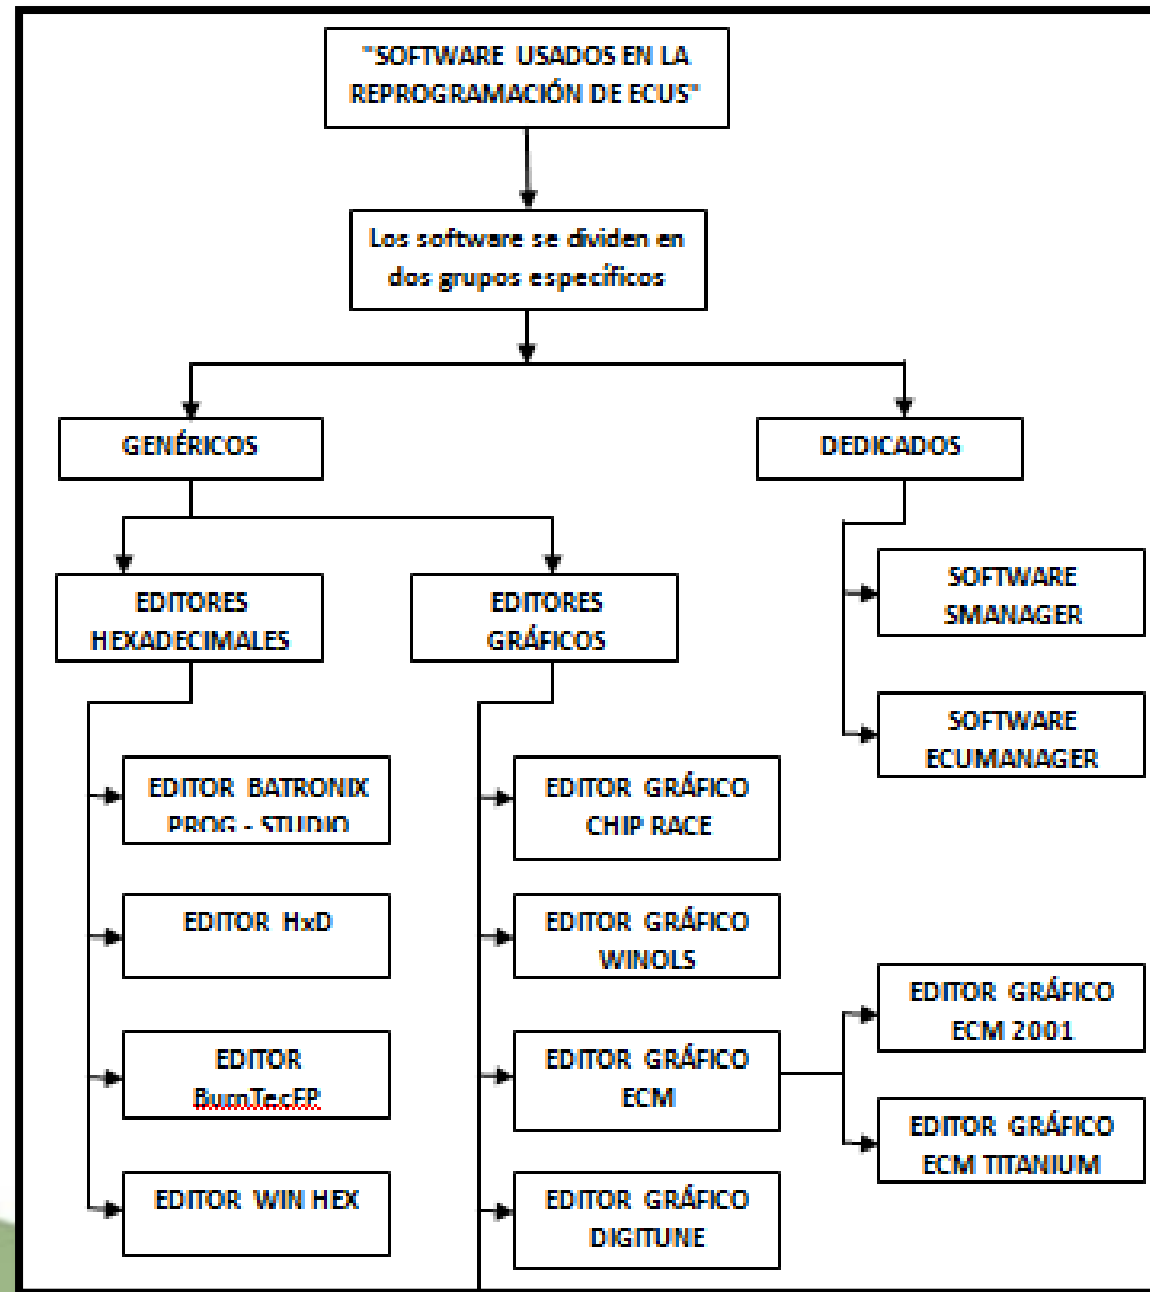 "SOFTWARE USADOS EN LA
REPROGRAMACIÓN DE ECUS"
Los software se dividen en
dos grupos específicos
GENÉRICOS
DEDICADOS
EDITORES
HEXADECIMALES
EDITORES
GRÁFICOS
SOFTWARE
SMANAGER
SOFTWARE
ECUMANAGER
EDITOR BATRONIX
PROG - STUDIO
EDITOR GRÁFICO
CHIP RACE
EDITOR HxD
EDITOR GRÁFICO
WINOLS
EDITOR GRÁFICO
ECM 2001
EDITOR
BurnTecFP
EDITOR GRÁFICO
ECM
EDITOR GRÁFICO
ECM TITANIUM
EDITOR WIN HEX
EDITOR GRÁFICO
DIGITUNE